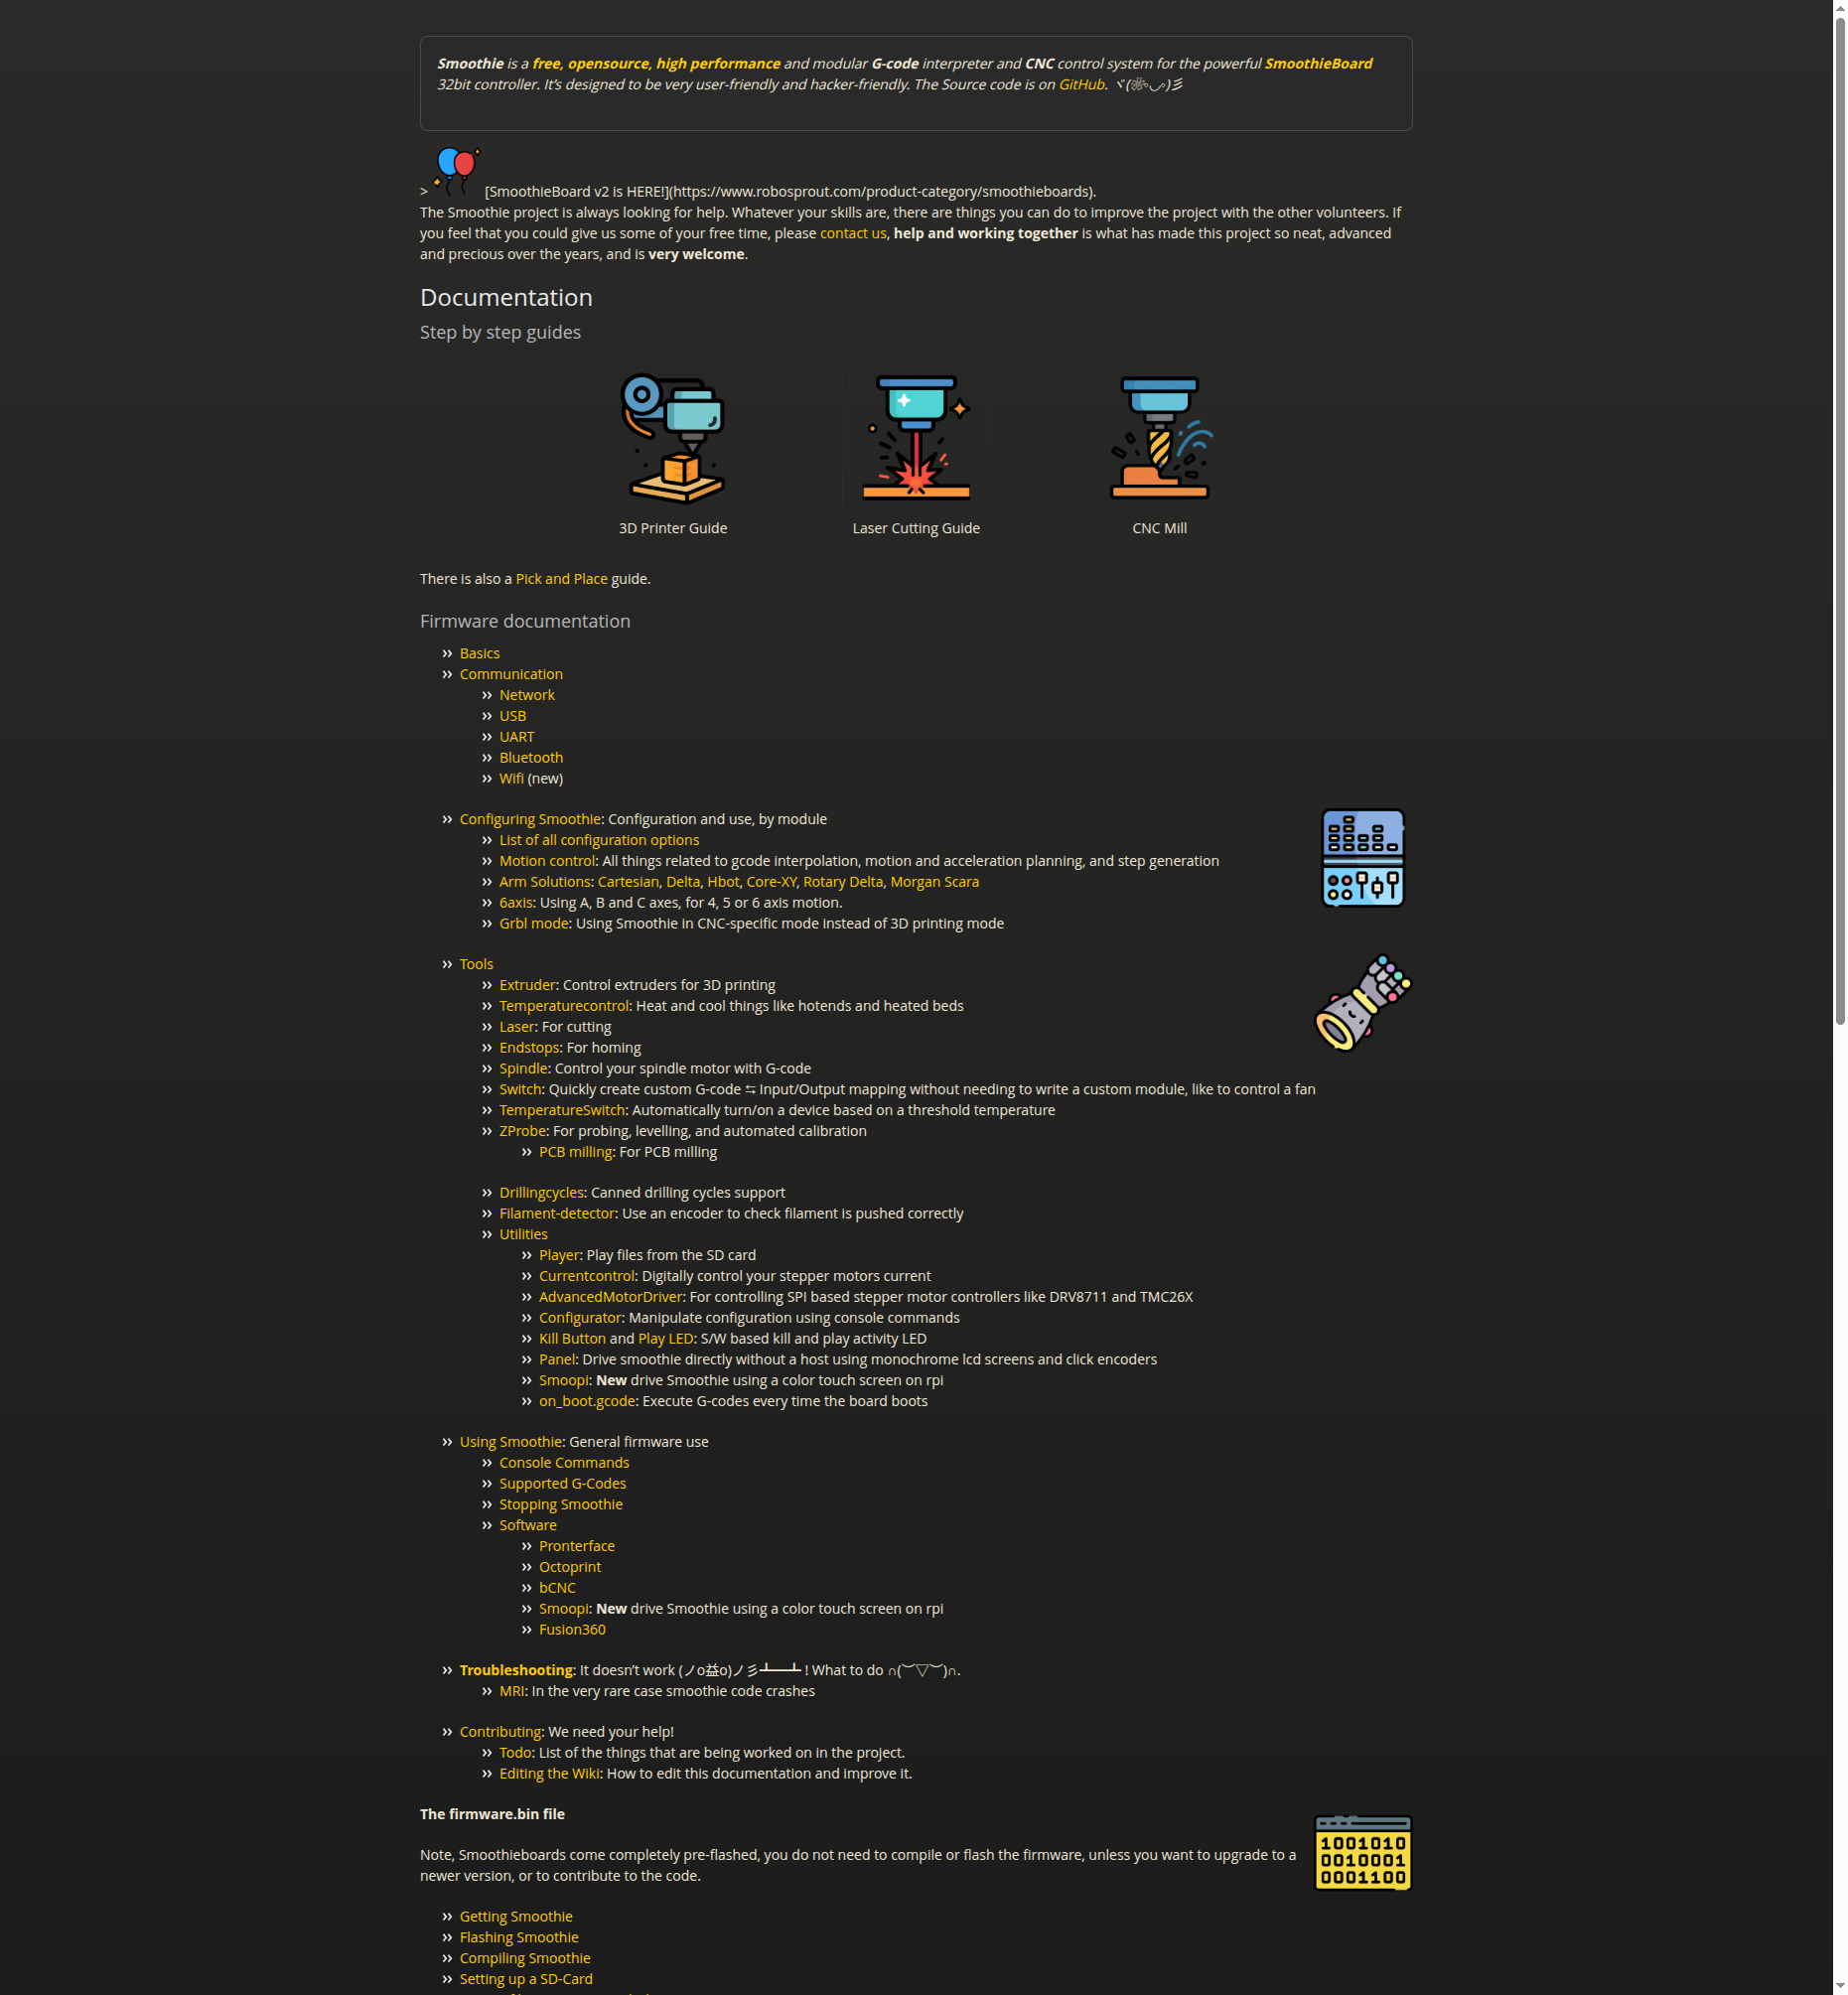 Smoothie is a free, opensource, high performance and modular G-code interpreter and CNC control system for the powerful SmoothieBoard
32bit controller. It's designed to be very user-friendly and hacker-friendly. The Source code is on GitHub. ヾ(❀◦◡◦)彡
> [SmoothieBoard v2 is HERE!](https://www.robosprout.com/product-category/smoothieboards).
The Smoothie project is always looking for help. Whatever your skills are, there are things you can do to improve the project with the other volunteers. If
you feel that you could give us some of your free time, please contact us, help and working together is what has made this project so neat, advanced
and precious over the years, and is very welcome.
Documentation
Step by step guides
3D Printer Guide
Laser Cutting Guide
CNC Mill
There is also a Pick and Place guide.
Firmware documentation
» Basics
» Communication
» Network
» USB
» UART
» Bluetooth
» Wifi (new)
» Configuring Smoothie: Configuration and use, by module
» List of all configuration options
» Motion control: All things related to gcode interpolation, motion and acceleration planning, and step generation
» Arm Solutions: Cartesian, Delta, Hbot, Core-XY, Rotary Delta, Morgan Scara
» 6axis: Using A, B and C axes, for 4, 5 or 6 axis motion.
» Grbl mode: Using Smoothie in CNC-specific mode instead of 3D printing mode
» Tools
» Extruder: Control extruders for 3D printing
» Temperaturecontrol: Heat and cool things like hotends and heated beds
» Laser: For cutting
» Endstops: For homing
» Spindle: Control your spindle motor with G-code
» Switch: Quickly create custom G-code ⇆ Input/Output mapping without needing to write a custom module, like to control a fan
» TemperatureSwitch: Automatically turn/on a device based on a threshold temperature
» ZProbe: For probing, levelling, and automated calibration
» PCB milling: For PCB milling
» Drillingcycles: Canned drilling cycles support
» Filament-detector: Use an encoder to check filament is pushed correctly
» Utilities
» Player: Play files from the SD card
» Currentcontrol: Digitally control your stepper motors current
» AdvancedMotorDriver: For controlling SPI based stepper motor controllers like DRV8711 and TMC26X
» Configurator: Manipulate configuration using console commands
» Kill Button and Play LED: S/W based kill and play activity LED
» Panel: Drive smoothie directly without a host using monochrome lcd screens and click encoders
» Smoopi: New drive Smoothie using a color touch screen on rpi
» on_boot.gcode: Execute G-codes every time the board boots
» Using Smoothie: General firmware use
» Console Commands
» Supported G-Codes
» Stopping Smoothie
» Software
» Pronterface
» Octoprint
» bCNC
» Smoopi: New drive Smoothie using a color touch screen on rpi
» Fusion360
» Troubleshooting: It doesn't work (ノo益o)ノ彡┻━┻ ! What to do ∩(︶▽︶)∩.
» MRI: In the very rare case smoothie code crashes
» Contributing: We need your help!
» Todo: List of the things that are being worked on in the project.
» Editing the Wiki: How to edit this documentation and improve it.
The firmware.bin file
1001010
0010001
0001100
Note, Smoothieboards come completely pre-flashed, you do not need to compile or flash the firmware, unless you want to upgrade to a
newer version, or to contribute to the code.
» Getting Smoothie
» Flashing Smoothie
» Compiling Smoothie
» Setting up a SD-Card